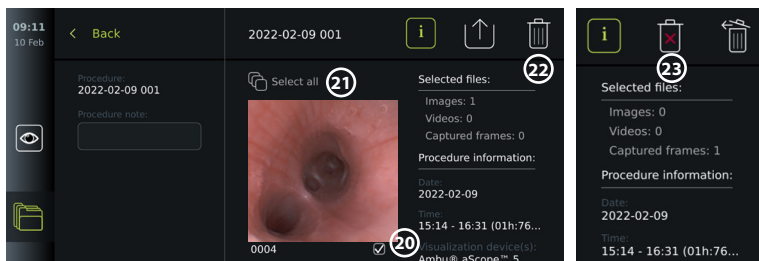 09:11
10 Feb
Back
2022-02-09 001
i
22
Procedure:
2022-02-09 001
Procedure note:
Select all
21
Selected files:
Images: 1
Videos: 0
Captured frames: 0
Procedure information:
Date:
2022-02-09
Time:
15:14 - 16:31 (01h:76...
Visualization device(s):
Ambu® aScope™ 5
0004
20
i
23
Selected files:
Images: 0
Videos: 0
Captured frames: 1
Procedure information:
Date:
2022-02-09
Time:
15:14 - 16:31 (01h:76...